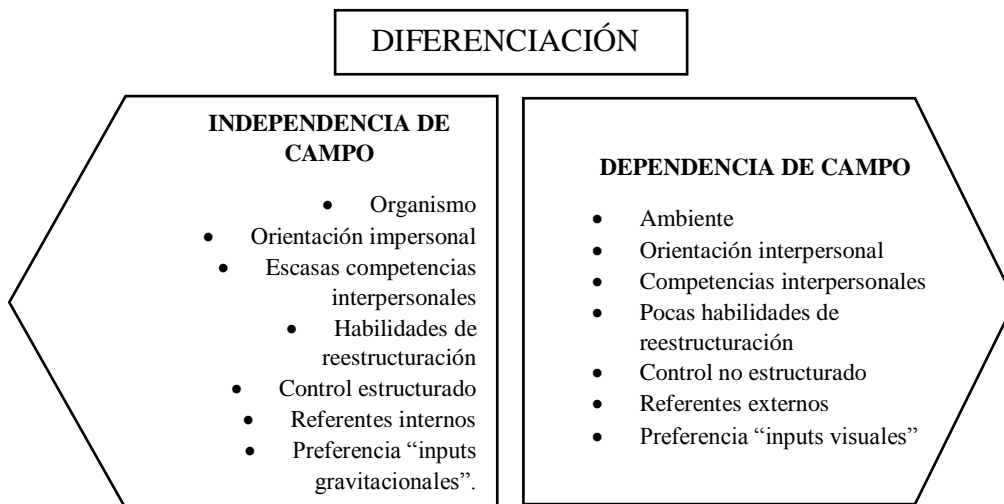 DIFERENCIACIÓN
INDEPENDENCIA DE
CAMPO
• Organismo
• Orientación impersonal
• Escasas competencias
interpersonales
• Habilidades de
reestructuración
• Control estructurado
• Referentes internos
• Preferencia “inputs
gravitacionales”.
DEPENDENCIA DE CAMPO
• Ambiente
• Orientación interpersonal
• Competencias interpersonales
• Pocas habilidades de
reestructuración
• Control no estructurado
• Referentes externos
• Preferencia “inputs visuales”